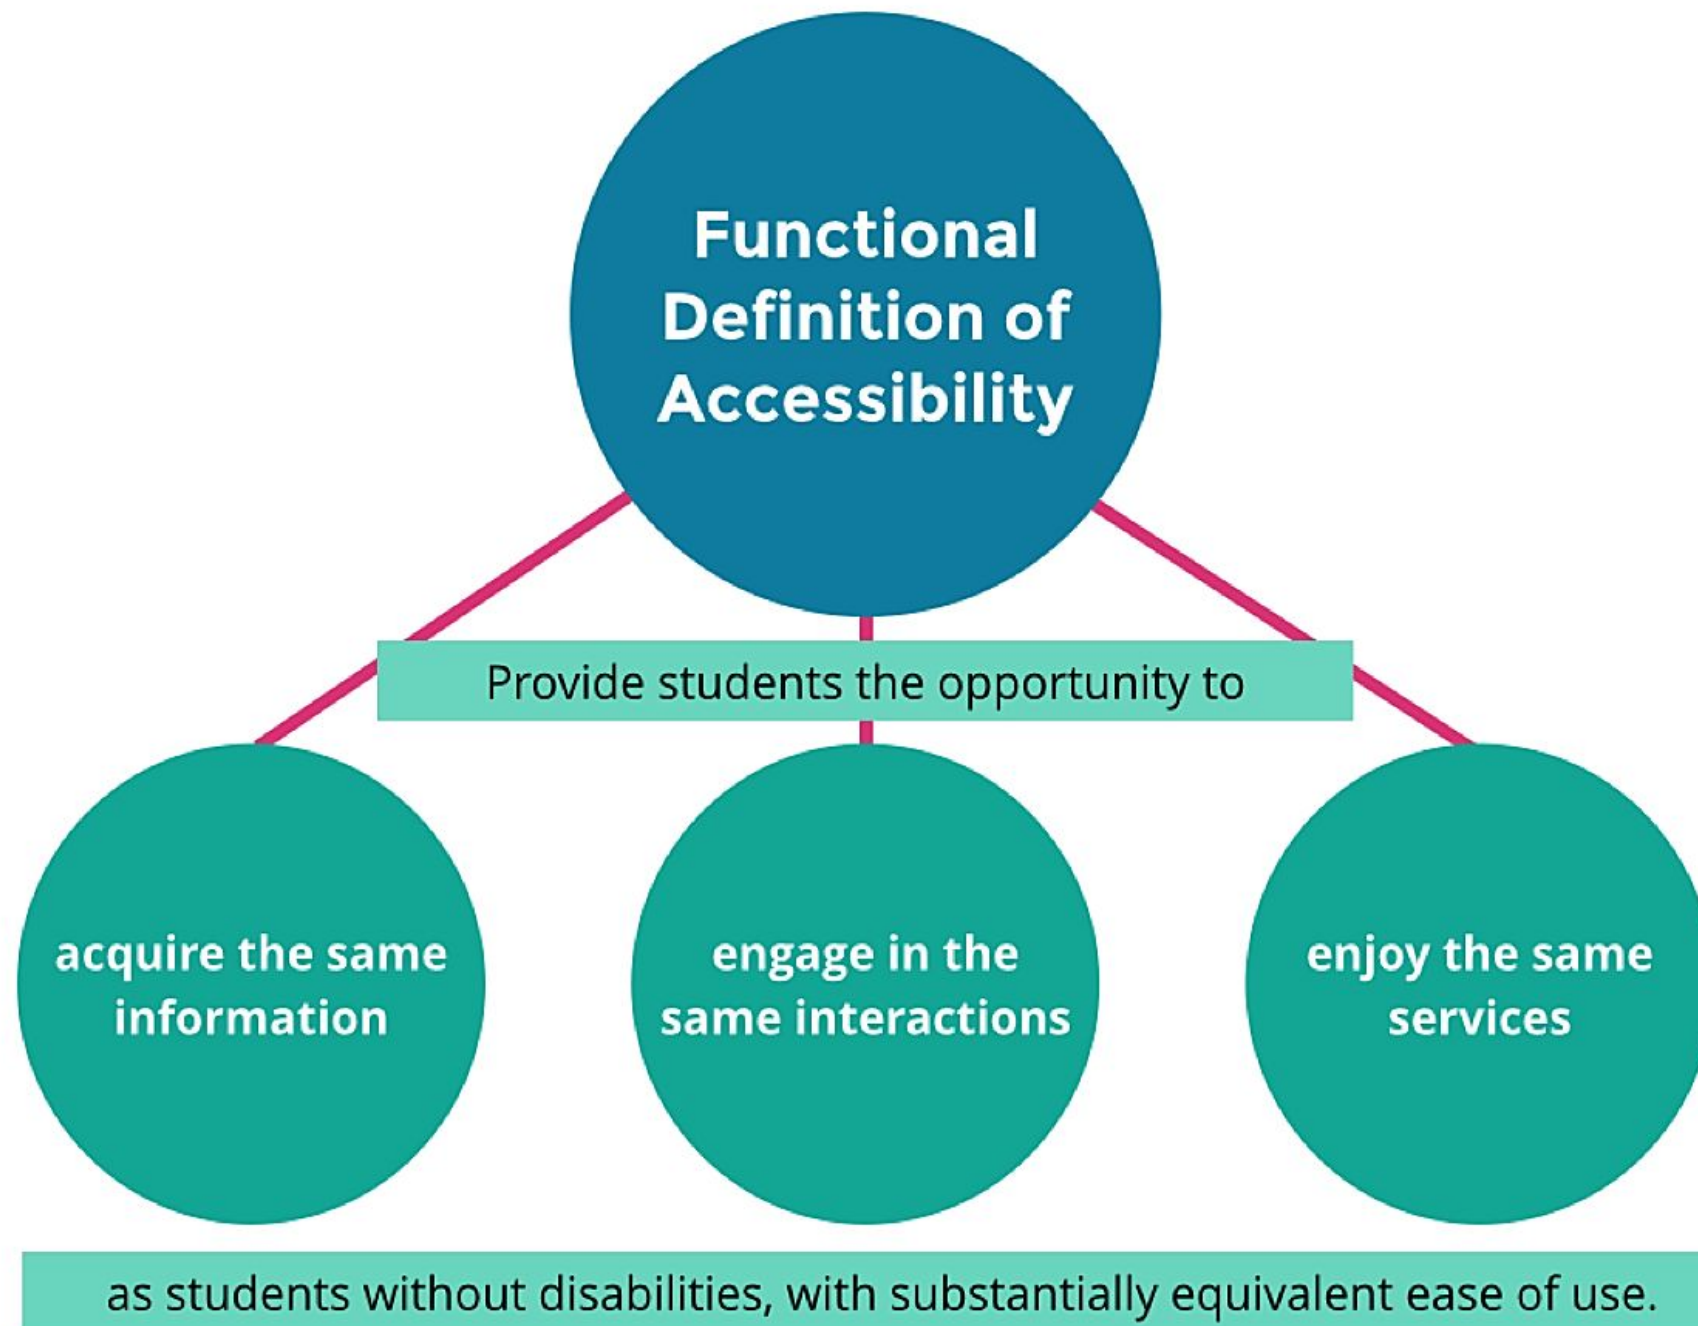 Functional
Definition of
Accessibility
Provide students the opportunity to
acquire the same
information
engage in the
same interactions
enjoy the same
services
as students without disabilities, with substantially equivalent ease of use.